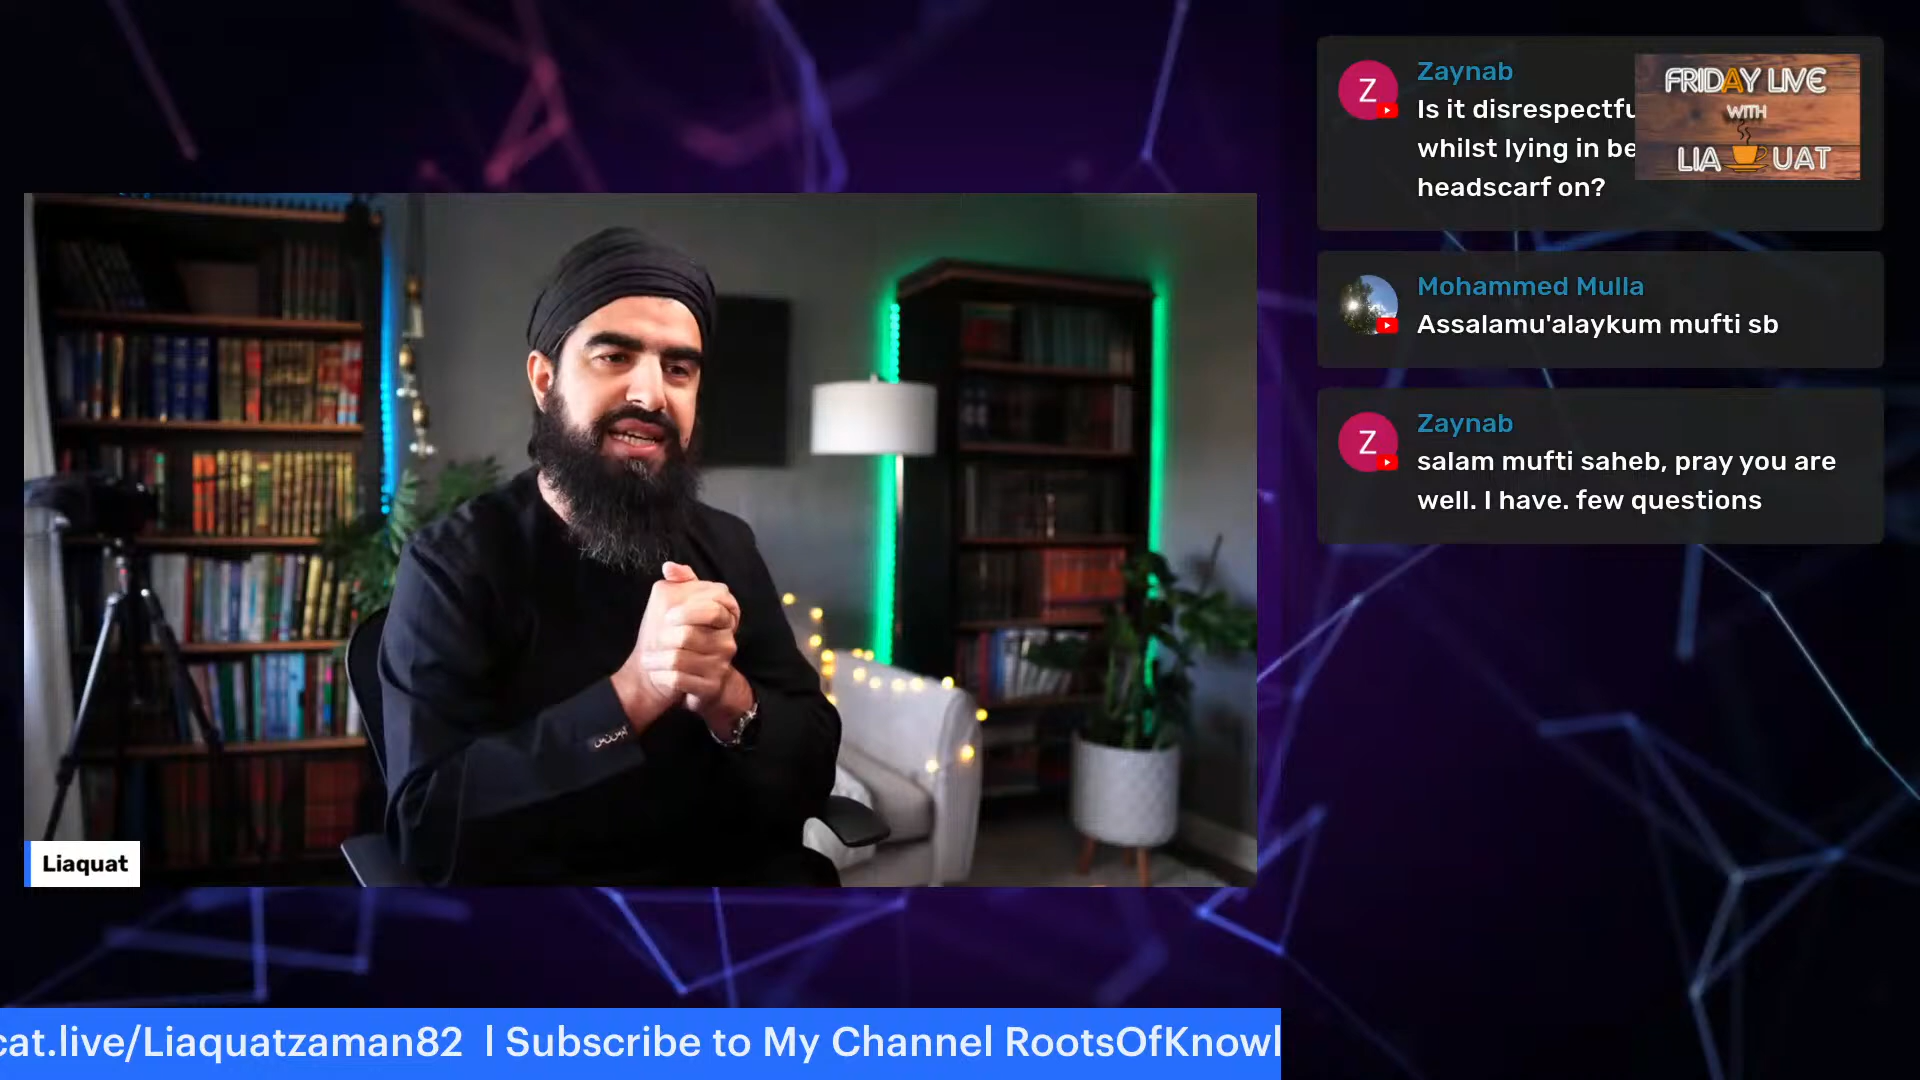 Zaynab
Is it disrespectfu
whilst lying in be
headscarf on?
FRIDAY LIVE
WITH
LIA UAT
Z
Mohammed Mulla
Assalamu'alaykum mufti sb
Zaynab
salam mufti saheb, pray you are
well. I have. few questions
Z
Liaquat
cat.live/Liaquatzaman82 | Subscribe to My Channel RootsOfKnowl